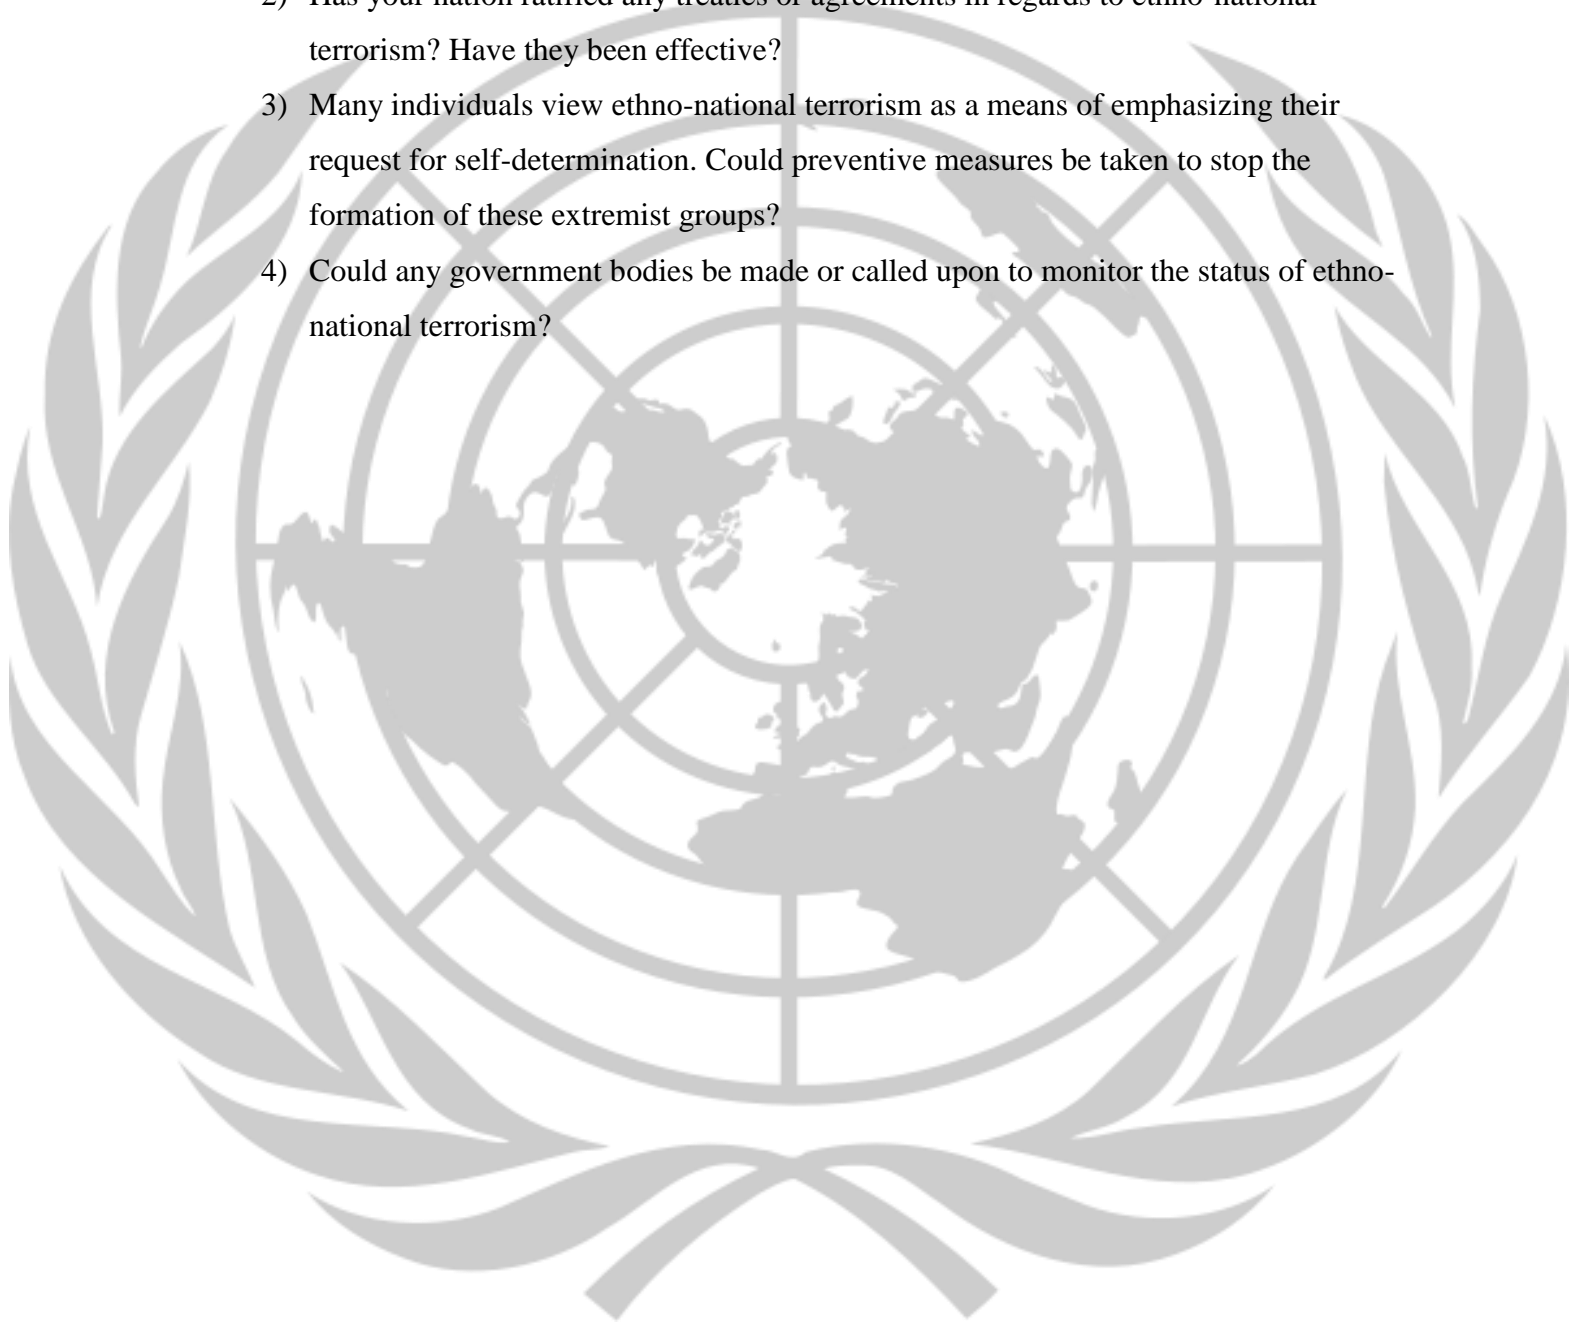 2) Has your nation ratified any treaties or agreements in regards to ethno-national
terrorism? Have they been effective?
3) Many individuals view ethno-national terrorism as a means of emphasizing their
request for self-determination. Could preventive measures be taken to stop the
formation of these extremist groups?
4) Could any government bodies be made or called upon to monitor the status of ethno-
national terrorism?